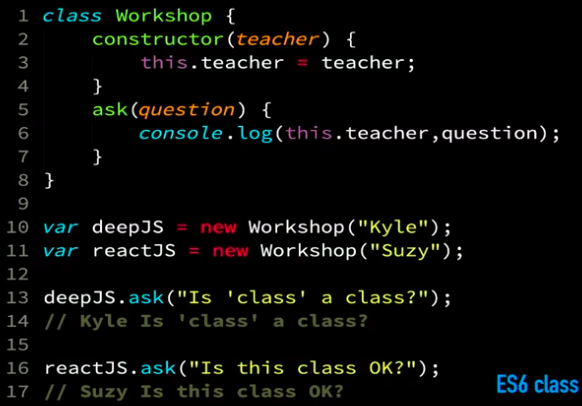 1 class Workshop {
2     constructor(teacher) {
3         this.teacher = teacher;
4     }
5     ask(question) {
6         console.log(this.teacher,question);
7     }
8 }
9
10 var deepJS = new Workshop("Kyle");
11 var reactJS = new Workshop("Suzy");
12
13 deepJS.ask("Is 'class' a class?");
14 // Kyle Is 'class' a class?
15
16 reactJS.ask("Is this class OK?");
17 // Suzy Is this class OK?
ES6 class